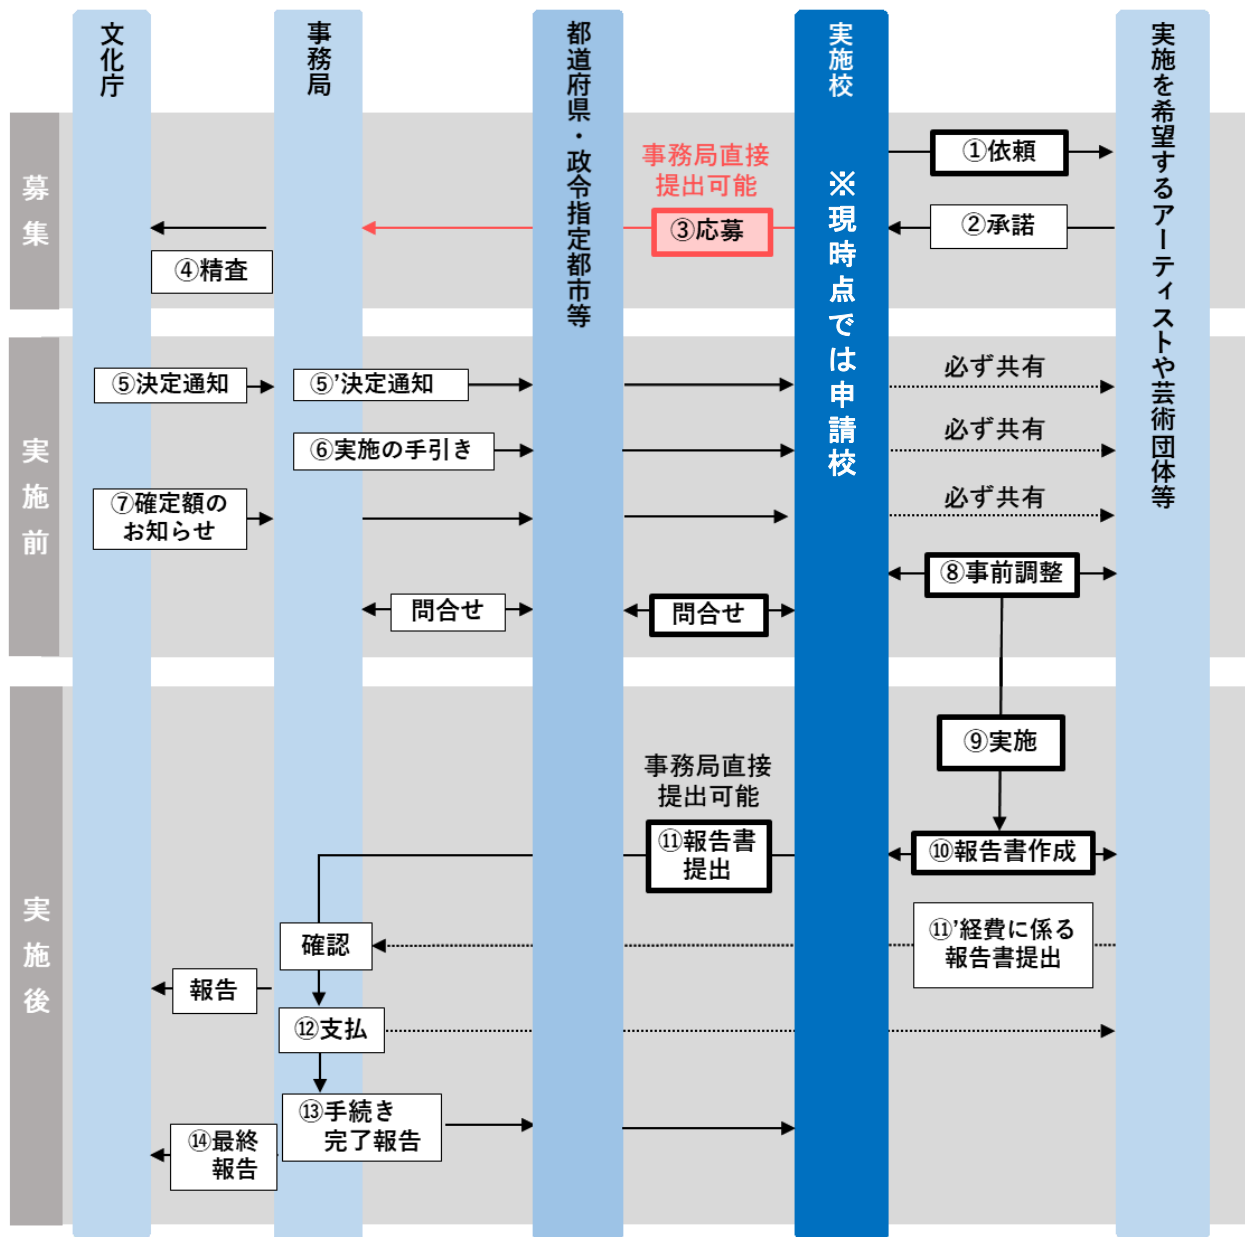 文化庁
事務局
都道府県・政令指定都市等
実施校 ※現時点では申請校
実施を希望するアーティストや芸術団体等
募集
①依頼
事務局直接
提出可能
③応募
②承諾
④精査
実施前
⑤決定通知
⑤’決定通知
必ず共有
⑥実施の手引き
必ず共有
⑦確定額の
お知らせ
必ず共有
⑧事前調整
問合せ
問合せ
実施後
⑨実施
事務局直接
提出可能
⑪報告書
提出
⑩報告書作成
確認
⑪’経費に係る
報告書提出
報告
⑫支払
⑬手続き
完了報告
⑭最終
報告